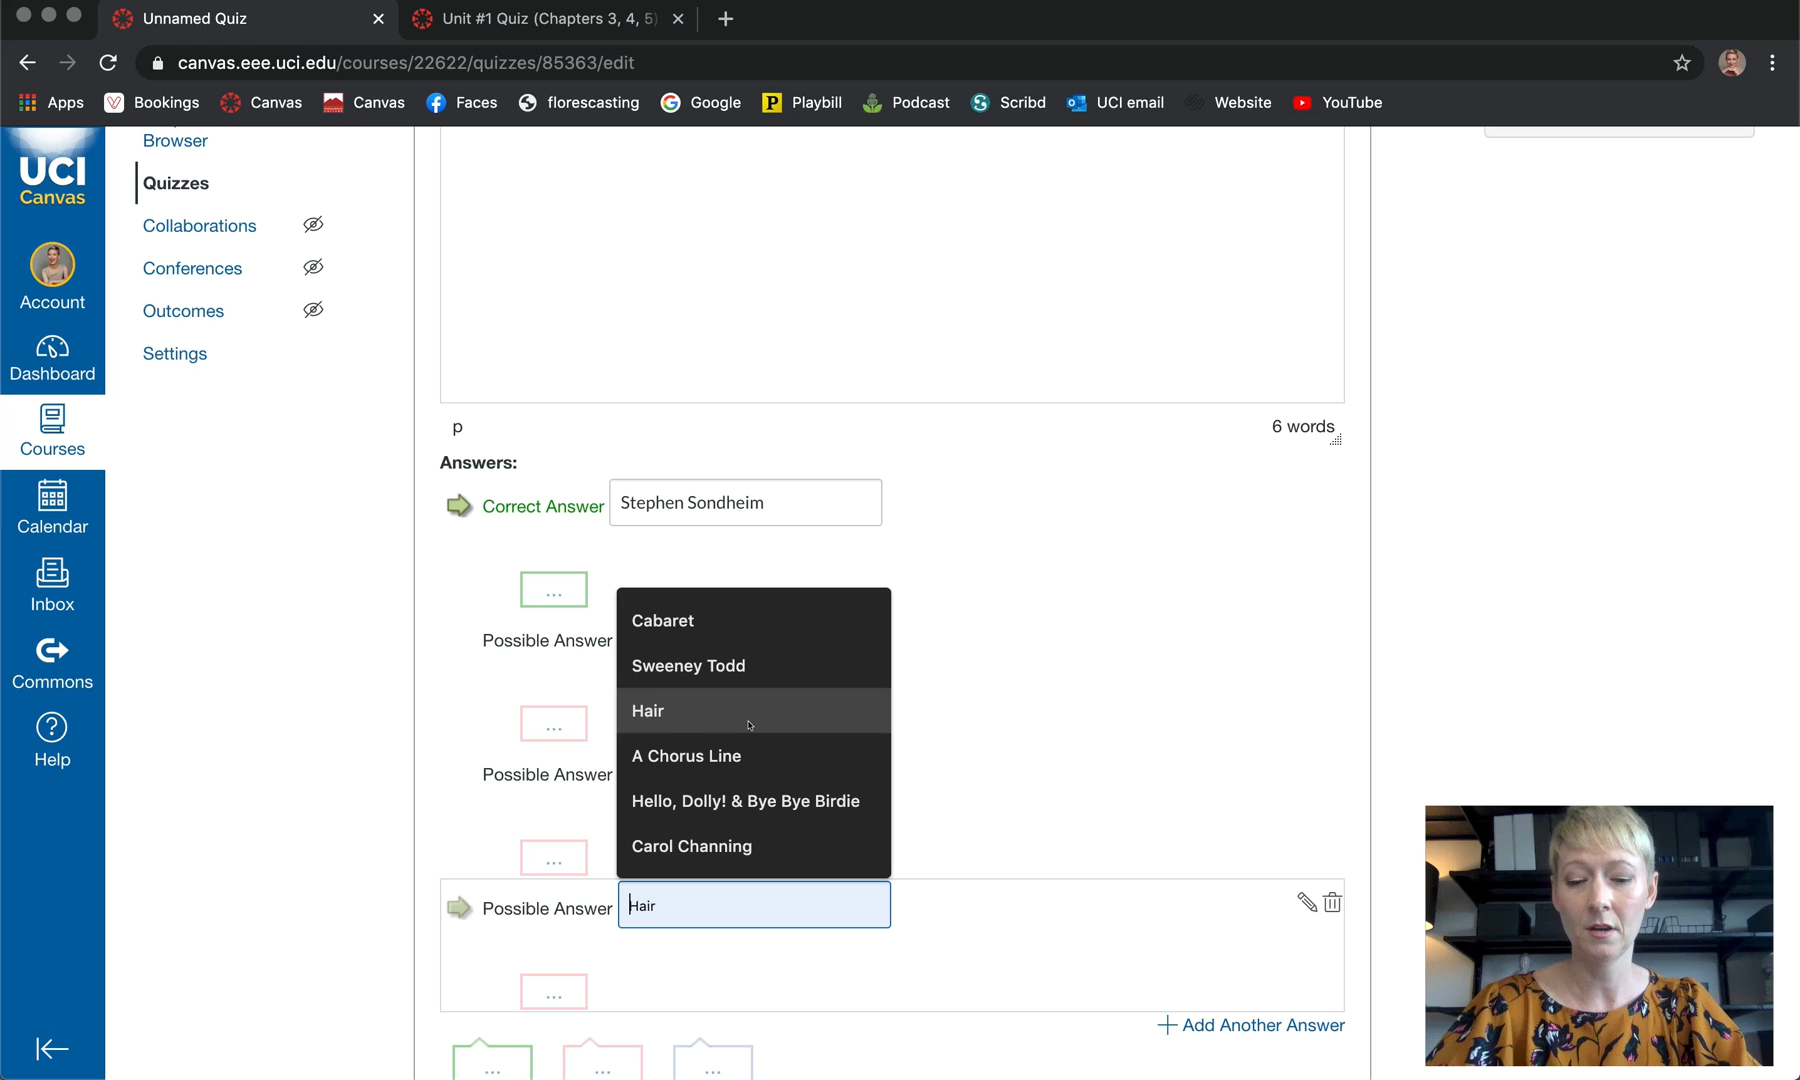 Unnamed Quiz
Unit #1 Quiz (Chapters 3, 4, 5)
canvas.eee.uci.edu/courses/22622/quizzes/85363/edit
Apps
Bookings
Canvas
Canvas
Faces
florescasting
Google
Playbill
Podcast
Scribd
UCI email
Website
YouTube
UCI
Canvas
Account
Dashboard
Courses
Calendar
Inbox
Commons
Help
Browser
Quizzes
Collaborations
Conferences
Outcomes
Settings
p
6 words
Answers:
Correct Answer
Stephen Sondheim
...
Possible Answer
...
Possible Answer
...
Cabaret
Sweeney Todd
Hair
A Chorus Line
Hello, Dolly! & Bye Bye Birdie
Carol Channing
Possible Answer
Hair
...
Add Another Answer
...
...
...